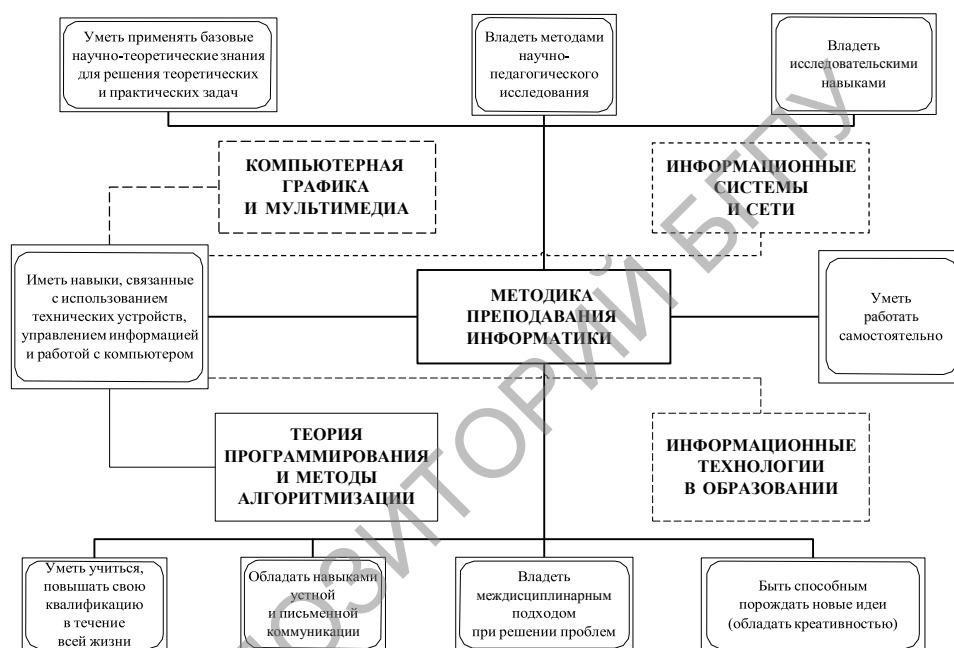 Уметь применять базовые
научно-теоретические знания
для решения теоретических
и практических задач
Владеть методами
научно-
педагогического
исследования
Владеть
исследовательскими
навыками
КОМПЬЮТЕРНАЯ
ГРАФИКА
И МУЛЬТИМЕДИА
ИНФОРМАЦИОННЫЕ
СИСТЕМЫ
И СЕТИ
Иметь навыки, связанные
с использованием
технических устройств,
управлением информацией
и работой с компьютером
МЕТОДИКА
ПРЕПОДАВАНИЯ
ИНФОРМАТИКИ
Уметь
работать
самостоятельно
ТЕОРИЯ
ПРОГРАММИРОВАНИЯ
И МЕТОДЫ
АЛГОРИТМИЗАЦИИ
ИНФОРМАЦИОННЫЕ
ТЕХНОЛОГИИ
В ОБРАЗОВАНИИ
Уметь учиться,
повышать свою
квалификацию
в течение
всей жизни
Обладать навыками
устной
и письменной
коммуникации
Владеть
междисциплинарным
подходом
при решении проблем
Быть способным
порождать новые идеи
(обладать креативностью)
ПОЗИТОРИЙ БГПУ